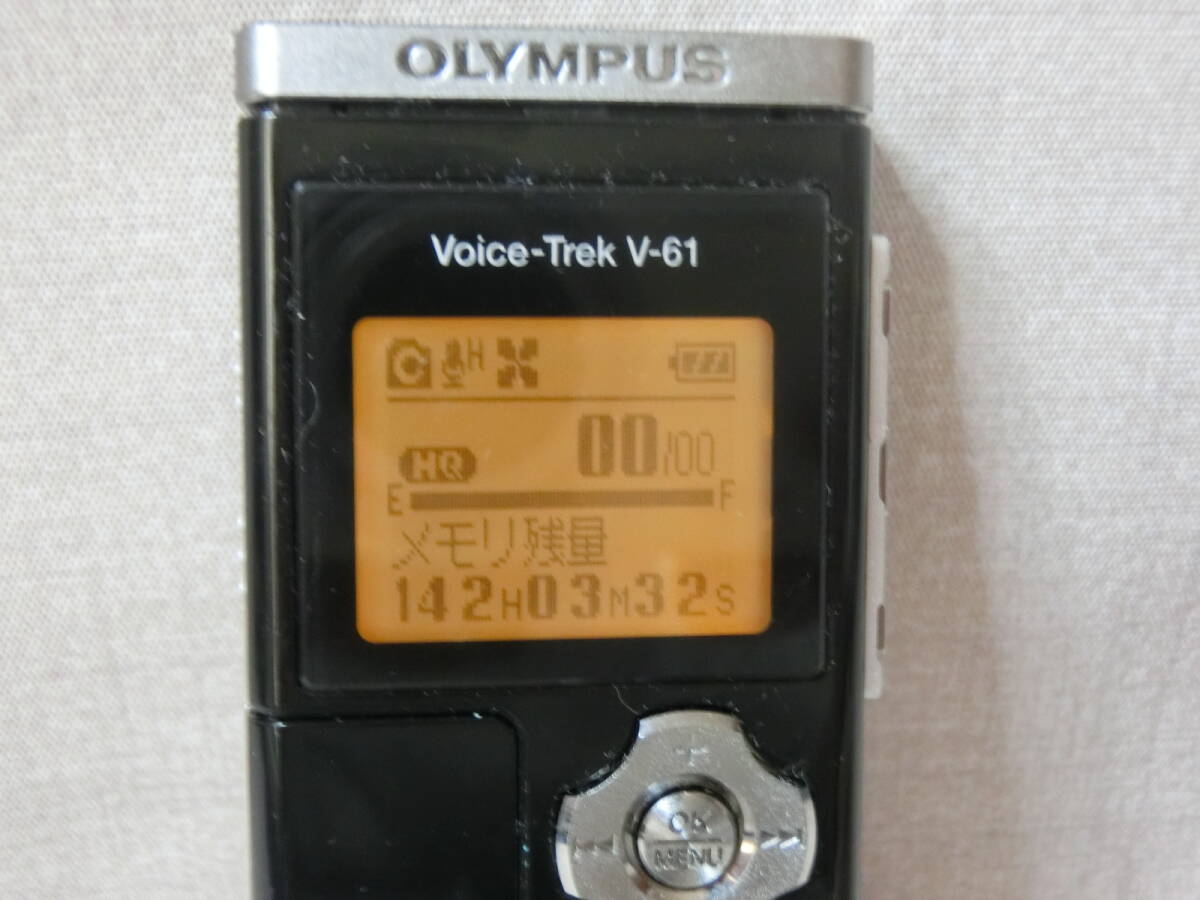 OLYMPUS
Voice-Trek V-61
C H
HQ 00/00
E F
メモリ残量
142H03M32S
+
OK
MENU